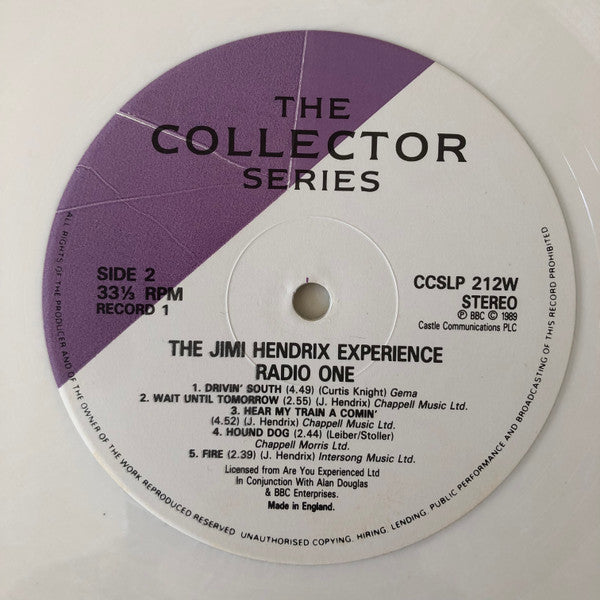 THE
COLLECTOR
SERIES
SIDE 2
33⅓ RPM
RECORD 1
CCSLP 212W
STEREO
Ⓟ BBC © 1989
Castle Communications PLC
THE JIMI HENDRIX EXPERIENCE
RADIO ONE
1. DRIVIN' SOUTH (4.49) (Curtis Knight) Gema
2. WAIT UNTIL TOMORROW (2.55) (J. Hendrix) Chappell Music Ltd.
3. HEAR MY TRAIN A COMIN'
(4.52) (J. Hendrix) Chappell Music Ltd.
4. HOUND DOG (2.44) (Leiber/Stoller)
Chappell Morris Ltd.
5. FIRE (2.39) (J. Hendrix) Intersong Music Ltd.
Licensed from Are You Experienced Ltd
In Conjunction With Alan Douglas
& BBC Enterprises.
Made in England.
ALL RIGHTS OF THE PRODUCER AND OF THE OWNER OF THE WORK REPRODUCED RESERVED UNAUTHORISED COPYING, HIRING, LENDING, PUBLIC PERFORMANCE AND BROADCASTING OF THIS RECORD PROHIBITED